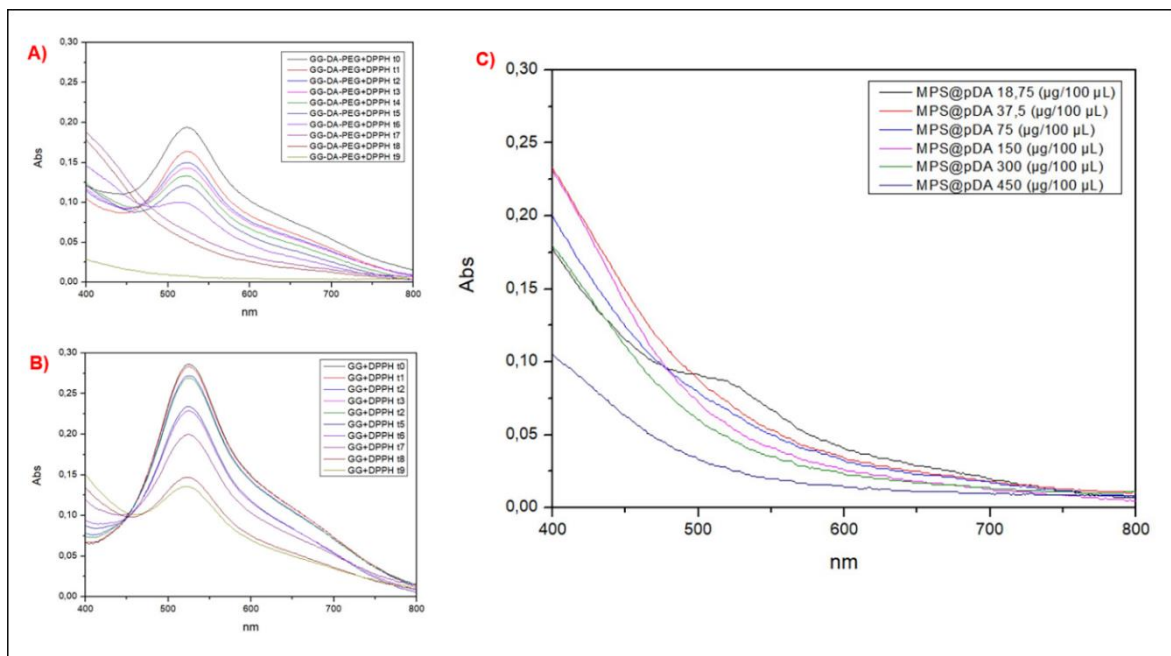 A)
0,30
0,25
0,20
0,15
0,10
0,05
0,00
Abs
400
500
600
700
800
nm
GG-DA-PEG+DPPH t0
GG-DA-PEG+DPPH t1
GG-DA-PEG+DPPH t2
GG-DA-PEG+DPPH t3
GG-DA-PEG+DPPH t4
GG-DA-PEG+DPPH t5
GG-DA-PEG+DPPH t6
GG-DA-PEG+DPPH t7
GG-DA-PEG+DPPH t8
GG-DA-PEG+DPPH t9
B)
0,30
0,25
0,20
0,15
0,10
0,05
0,00
Abs
400
500
600
700
800
nm
GG+DPPH t0
GG+DPPH t1
GG+DPPH t2
GG+DPPH t3
GG+DPPH t2
GG+DPPH t5
GG+DPPH t6
GG+DPPH t7
GG+DPPH t8
GG+DPPH t9
C)
0,30
0,25
0,20
0,15
0,10
0,05
0,00
Abs
400
500
600
700
800
nm
MPS@pDA 18,75 (µg/100 µL)
MPS@pDA 37,5 (µg/100 µL)
MPS@pDA 75 (µg/100 µL)
MPS@pDA 150 (µg/100 µL)
MPS@pDA 300 (µg/100 µL)
MPS@pDA 450 (µg/100 µL)